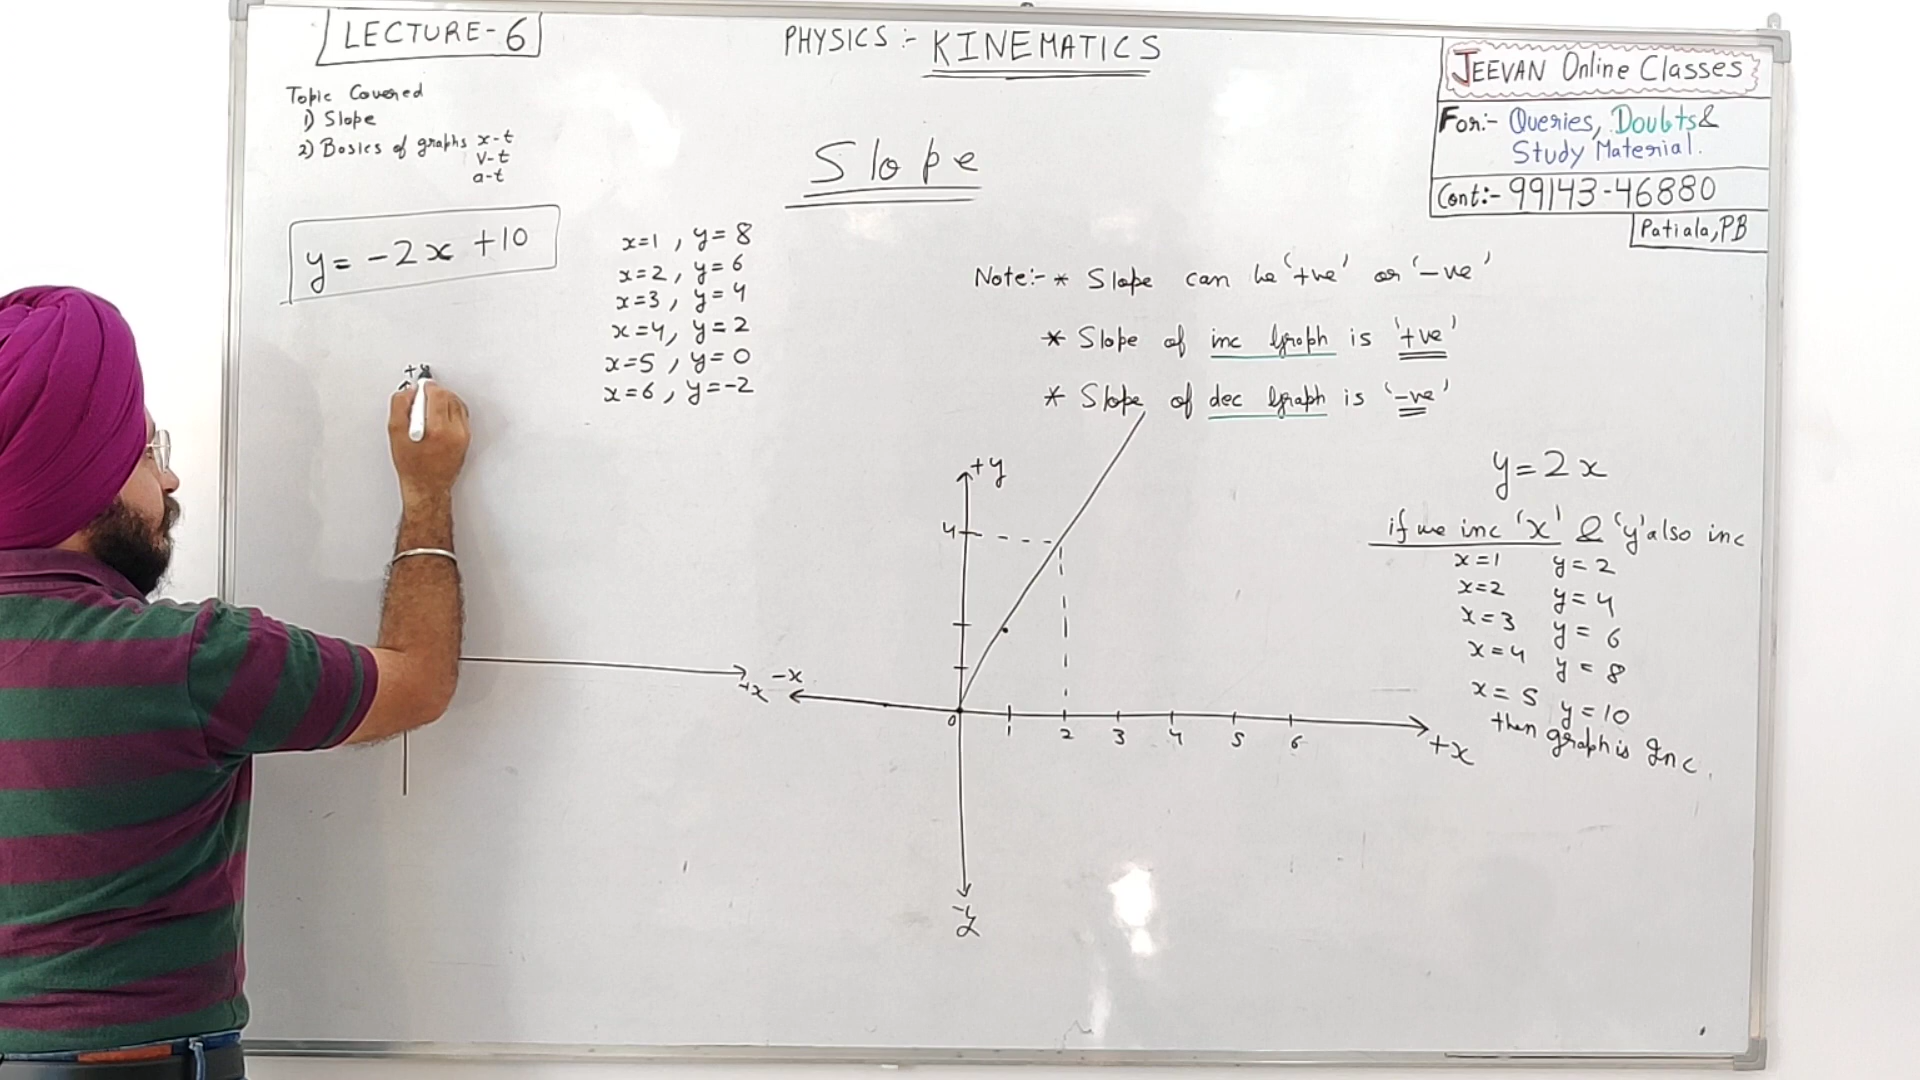 LECTURE-6
PHYSICS:- KINEMATICS
JEEVAN Online Classes
For:- Queries, Doubts &
Study Material.
Cont:- 99143-46880
Patiala, PB
Topic Covered
1) Slope
2) Basics of graphs x-t
v-t
a-t
Slope
y = -2x +10
x=1, y=8
x=2, y=6
x=3, y=4
x=4, y=2
x=5, y=0
x=6, y=-2
Note:- * Slope can be '+ve' or '-ve'
* Slope of inc Graph is '+ve'
* Slope of dec Graph is '-ve'
+y
+x
+y
4
-x
0 1 2 3 4 5 6
+x
-y
y=2x
if we inc 'x' & 'y' also inc
x=1 y=2
x=2 y=4
x=3 y=6
x=4 y=8
x=5 y=10
then graph is Inc.